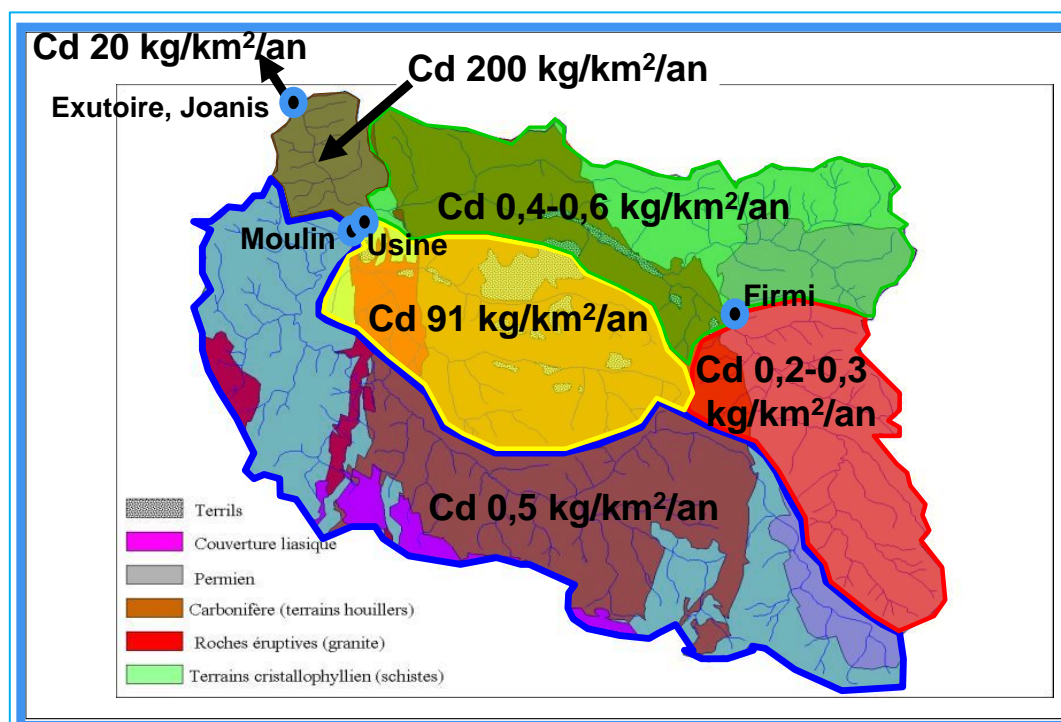 Cd 20 kg/km²/an
Cd 200 kg/km²/an
Exutoire, Joanis
Cd 0,4-0,6 kg/km²/an
Moulin
Usine
Firmi
Cd 91 kg/km²/an
Cd 0,2-0,3
kg/km²/an
Cd 0,5 kg/km²/an
Terrils
Couverture liasique
Permien
Carbonifère (terrains houillers)
Roches éruptives (granite)
Terrains cristallophyllien (schistes)